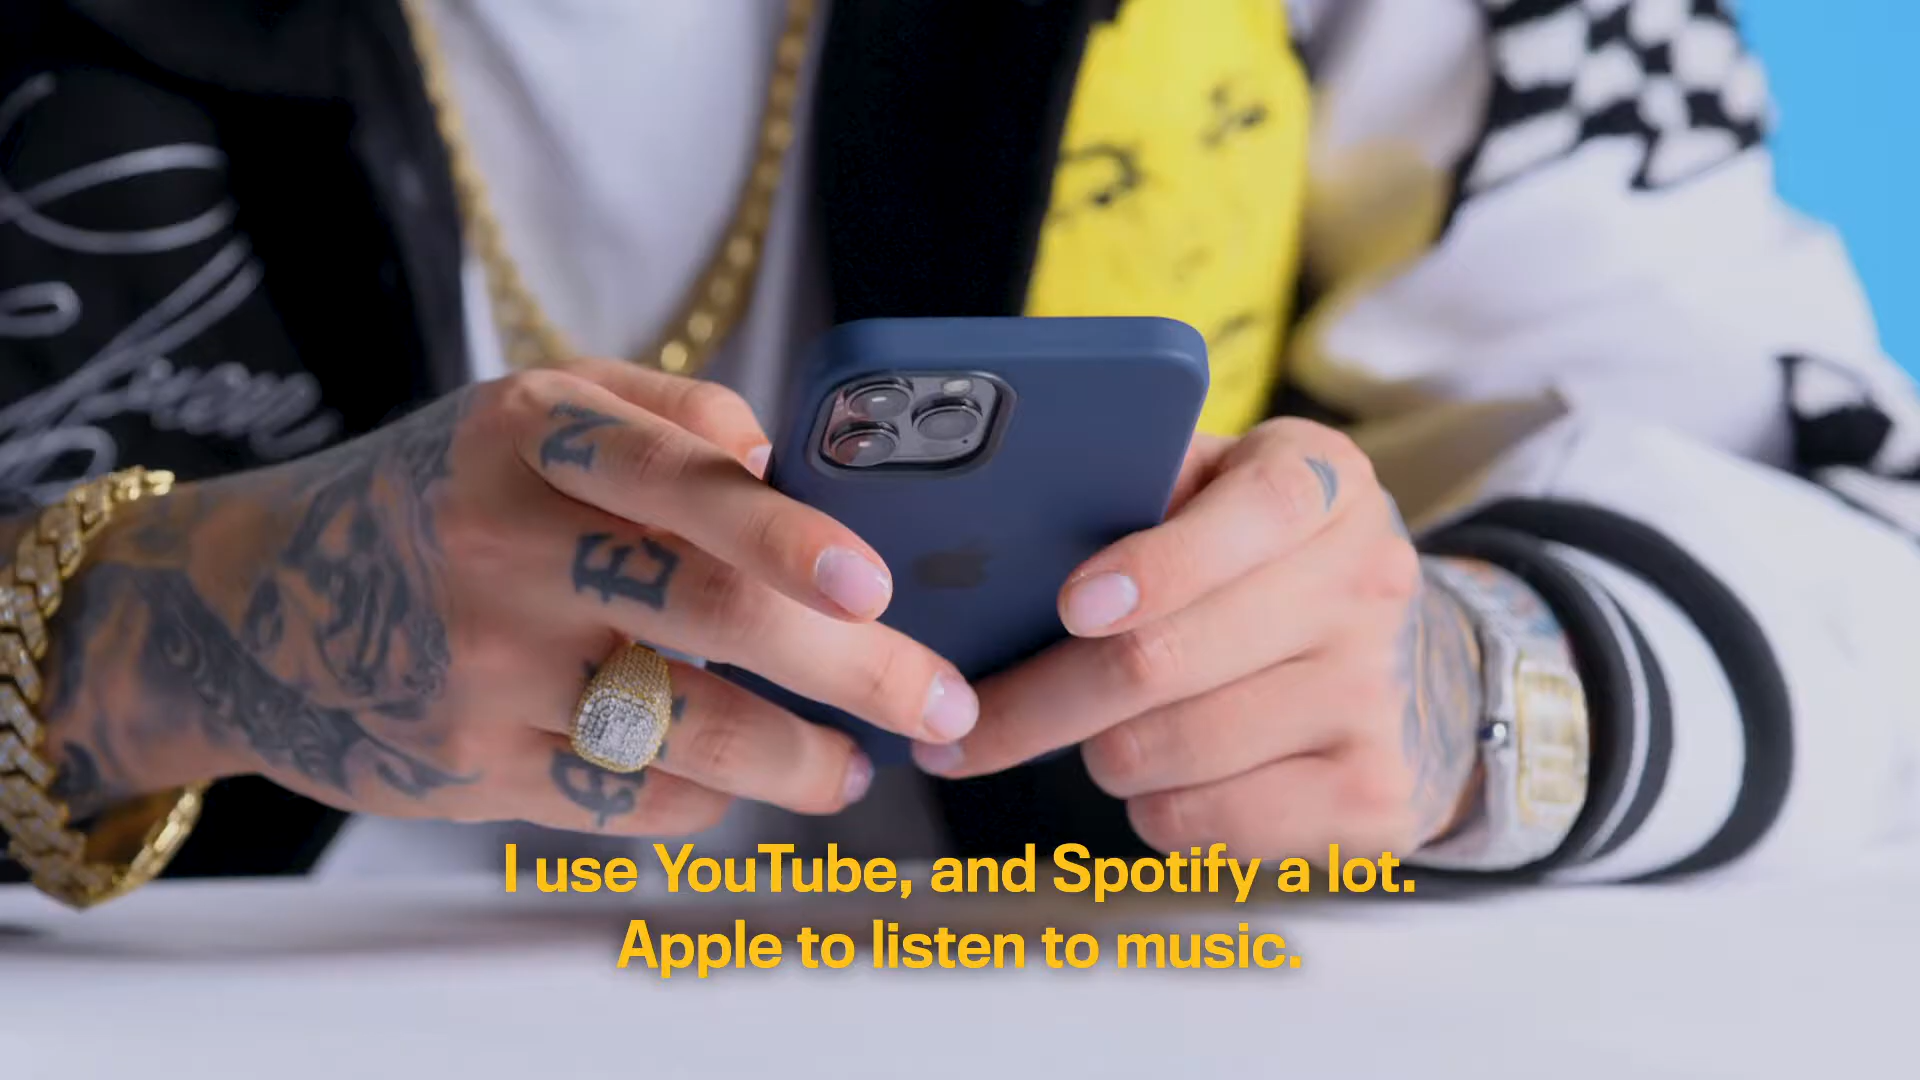 N
E
I use YouTube, and Spotify a lot.
Apple to listen to music.